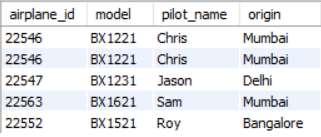 airplane_id model pilot_name origin
22546 BX1221 Chris Mumbai
22546 BX1221 Chris Mumbai
22547 BX1231 Jason Delhi
22563 BX1621 Sam Mumbai
22552 BX1521 Roy Bangalore